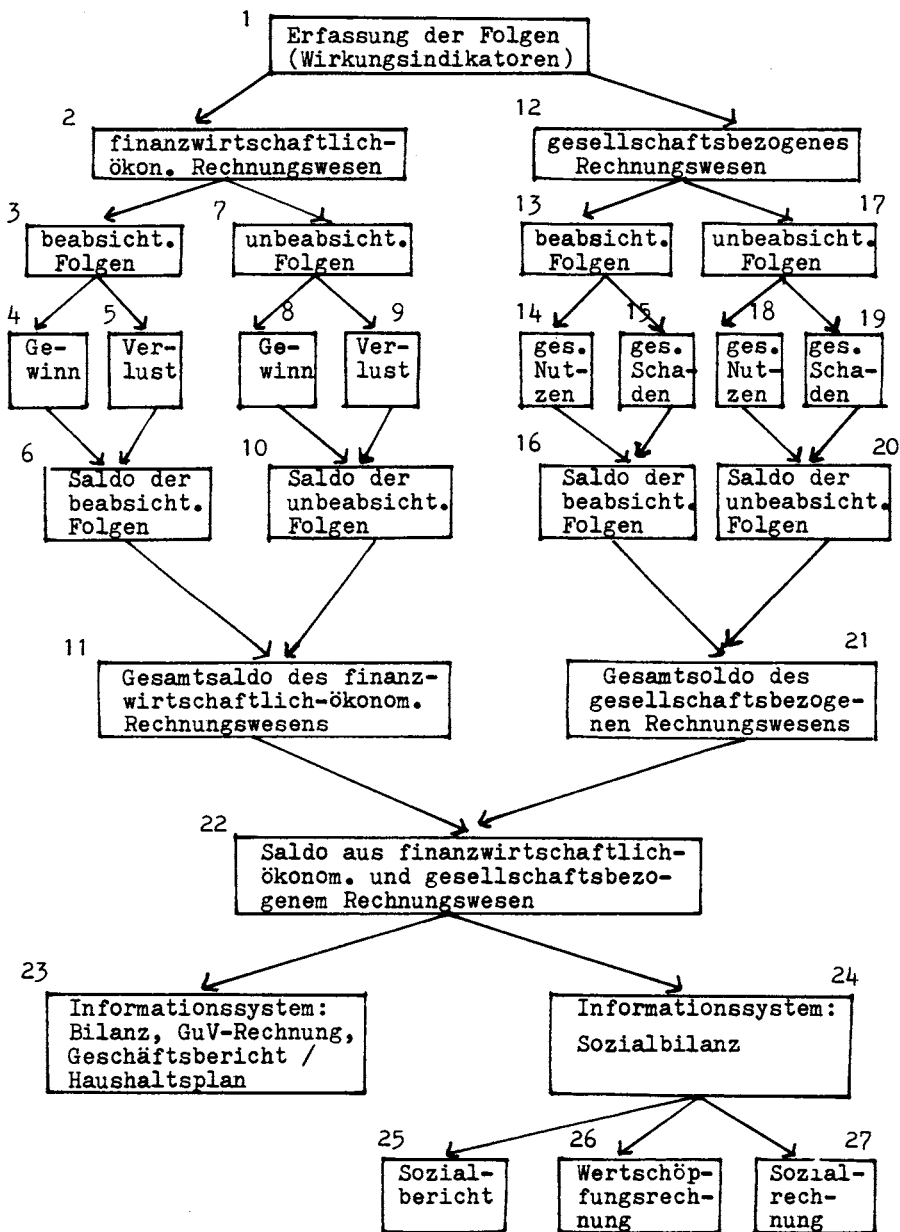 1
Erfassung der Folgen
(Wirkungsindikatoren)
2
finanzwirtschaftlich-
ökon. Rechnungswesen
12
gesellschaftsbezogenes
Rechnungswesen
3
beabsicht.
Folgen
7
unbeabsicht.
Folgen
13
beabsicht.
Folgen
17
unbeabsicht.
Folgen
4
Ge-
winn
5
Ver-
lust
8
Ge-
winn
9
Ver-
lust
14
ges.
Nut-
zen
15
ges.
Scha-
den
18
ges.
Nut-
zen
19
ges.
Scha-
den
6
Saldo der
beabsicht.
Folgen
10
Saldo der
unbeabsicht.
Folgen
16
Saldo der
beabsicht.
Folgen
20
Saldo der
unbeabsicht.
Folgen
11
Gesamtsaldo des finanz-
wirtschaftlich-ökonom.
Rechnungswesens
21
Gesamtsoldo des
gesellschaftsbezoge-
nen Rechnungswesens
22
Saldo aus finanzwirtschaftlich-
ökonom. und gesellschaftsbezo-
genem Rechnungswesen
23
Informationssystem:
Bilanz, GuV-Rechnung,
Geschäftsbericht /
Haushaltsplan
24
Informationssystem:
Sozialbilanz
25
Sozial-
bericht
26
Wertschöp-
fungsrech-
nung
27
Sozial-
rech-
nung